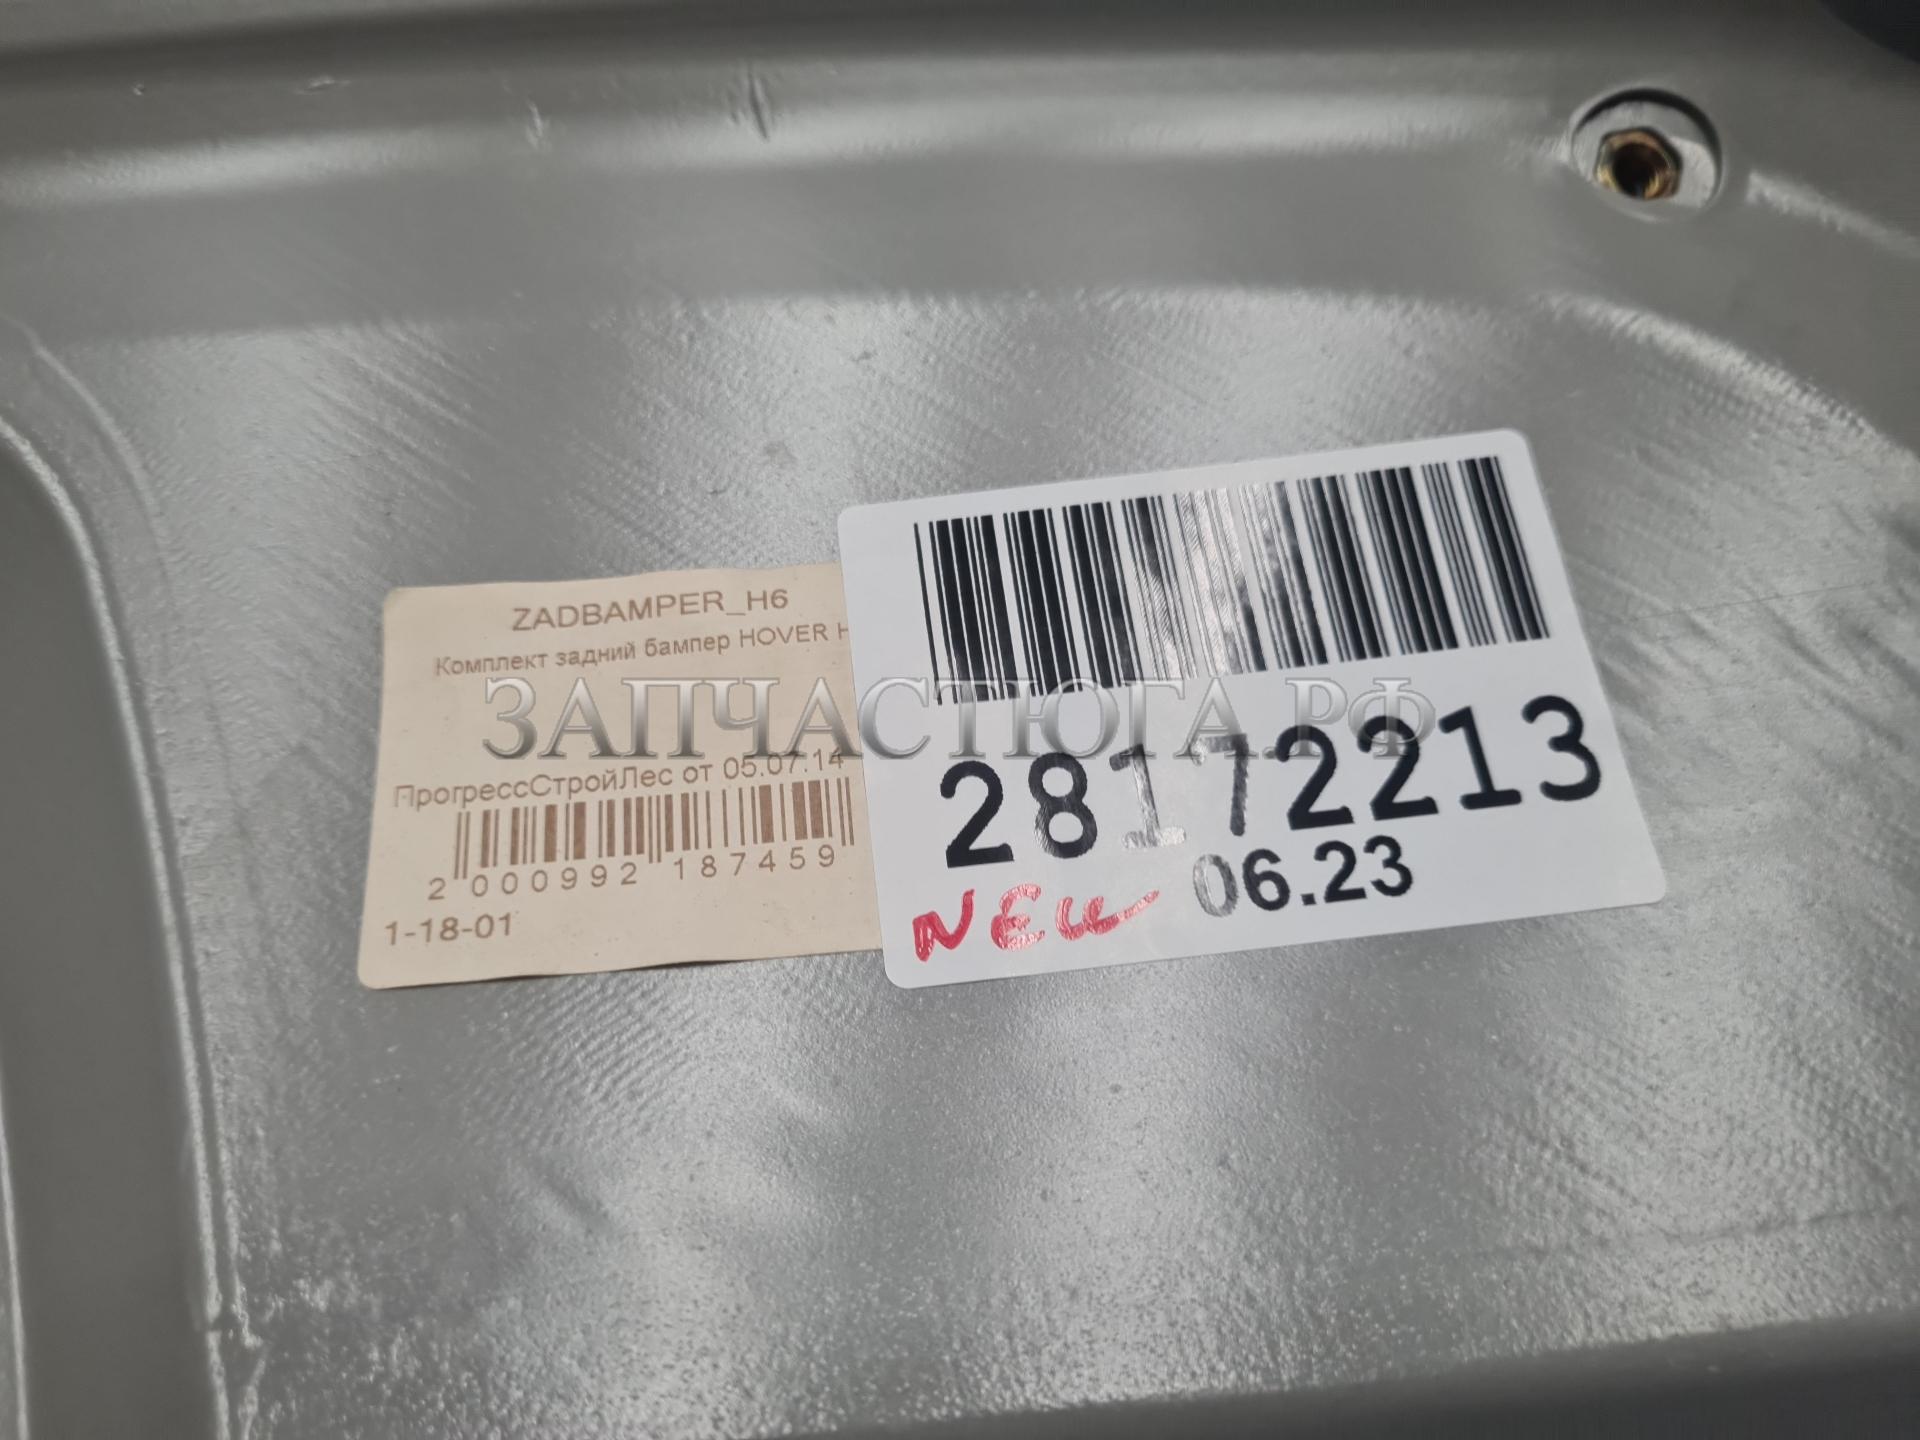 ZADBAMPER_H6
Комплект задний бампер HOVER H
ПрогрессСтройЛес от 05.07.14
2 000992 187459
1-18-01
28172213
06.23
NEW
ЗАПЧАСТЮГА.РФ